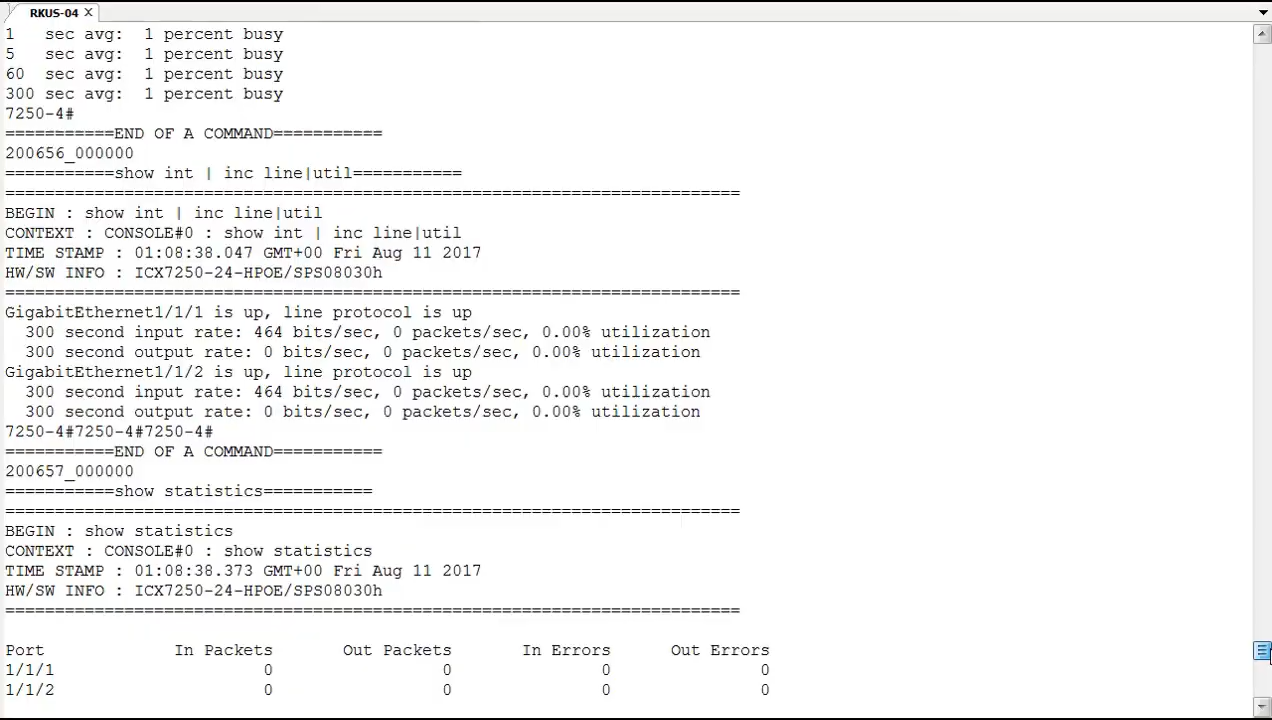 RKUS-04 X
1   sec avg:  1 percent busy
5   sec avg:  1 percent busy
60  sec avg:  1 percent busy
300 sec avg:  1 percent busy
7250-4#
===========END OF A COMMAND===========
200656_000000
===========show int | inc line|util===========
==========================================================================
BEGIN : show int | inc line|util
CONTEXT : CONSOLE#0 : show int | inc line|util
TIME STAMP : 01:08:38.047 GMT+00 Fri Aug 11 2017
HW/SW INFO : ICX7250-24-HPOE/SPS08030h
==========================================================================
GigabitEthernet1/1/1 is up, line protocol is up
  300 second input rate: 464 bits/sec, 0 packets/sec, 0.00% utilization
  300 second output rate: 0 bits/sec, 0 packets/sec, 0.00% utilization
GigabitEthernet1/1/2 is up, line protocol is up
  300 second input rate: 464 bits/sec, 0 packets/sec, 0.00% utilization
  300 second output rate: 0 bits/sec, 0 packets/sec, 0.00% utilization
7250-4#7250-4#7250-4#
===========END OF A COMMAND===========
200657_000000
===========show statistics===========
==========================================================================
BEGIN : show statistics
CONTEXT : CONSOLE#0 : show statistics
TIME STAMP : 01:08:38.373 GMT+00 Fri Aug 11 2017
HW/SW INFO : ICX7250-24-HPOE/SPS08030h
==========================================================================
Port             In Packets       Out Packets       In Errors      Out Errors
1/1/1                     0                 0               0               0
1/1/2                     0                 0               0               0